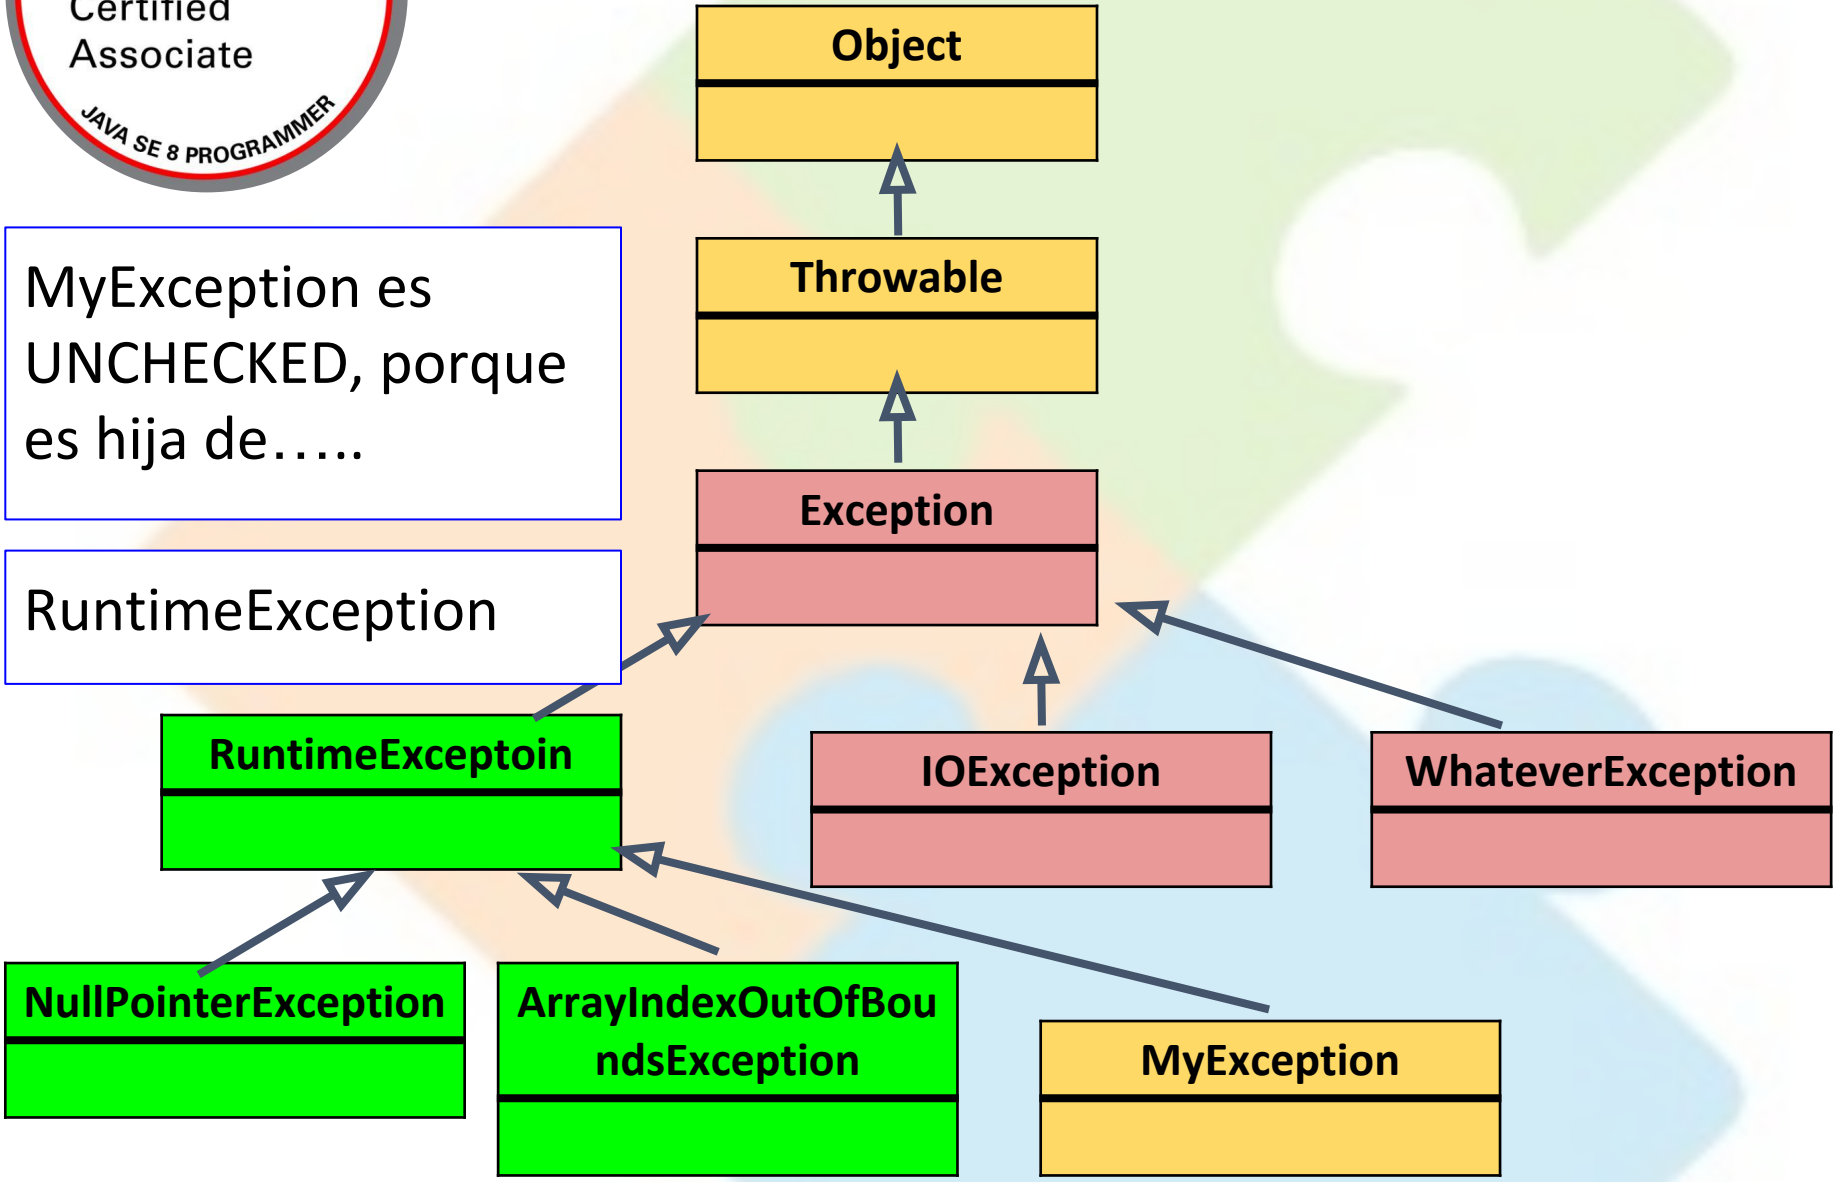 Certified
Associate
JAVA SE 8 PROGRAMMER
Object
MyException es
UNCHECKED, porque
es hija de…..
Throwable
Exception
RuntimeException
RuntimeExceptoin
IOException
WhateverException
NullPointerException
ArrayIndexOutOfBou
ndsException
MyException